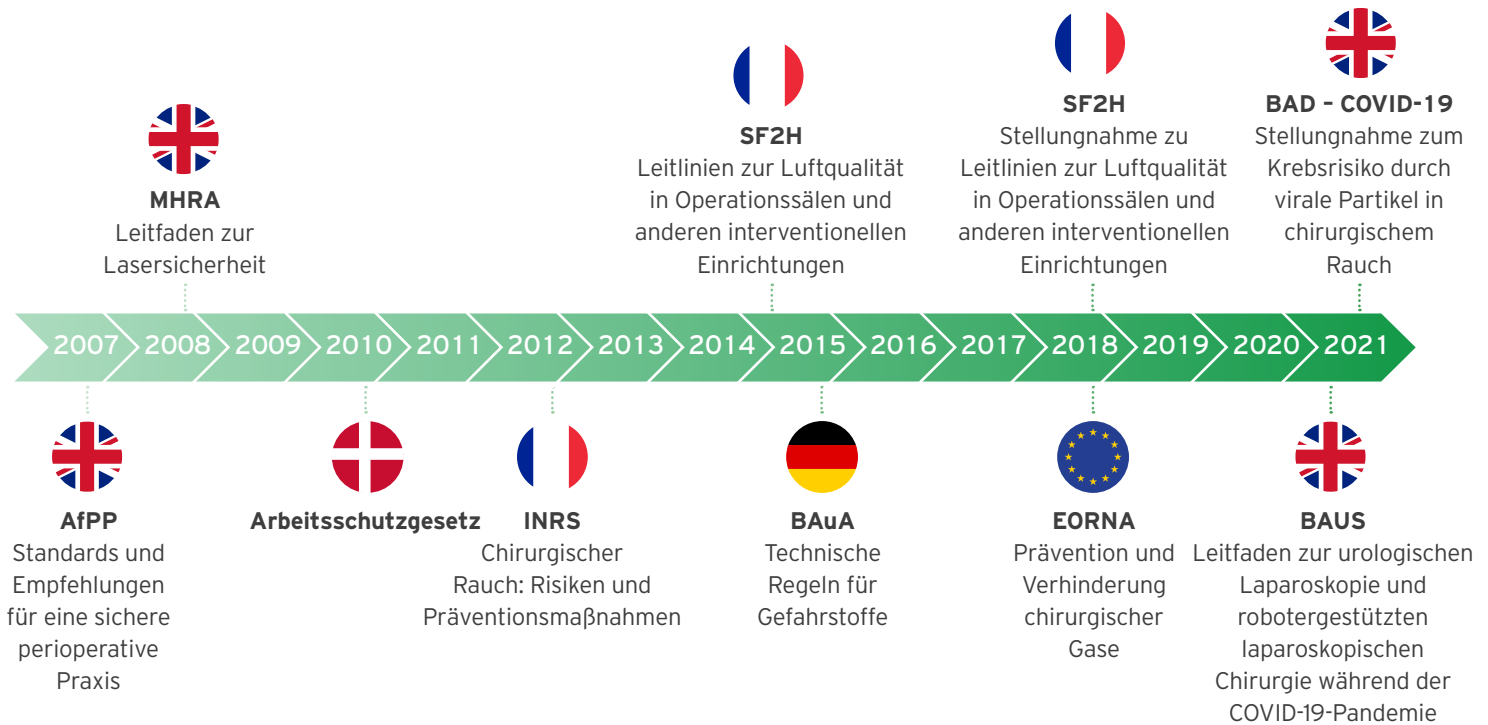 MHRA
Leitfaden zur
Lasersicherheit
SF2H
Leitlinien zur Luftqualität
in Operationssälen und
anderen interventionellen
Einrichtungen
SF2H
Stellungnahme zu
Leitlinien zur Luftqualität
in Operationssälen und
anderen interventionellen
Einrichtungen
BAD – COVID-19
Stellungnahme zum
Krebsrisiko durch
virale Partikel in
chirurgischem
Rauch
2007 2008 2009 2010 2011 2012 2013 2014 2015 2016 2017 2018 2019 2020 2021
AfPP
Standards und
Empfehlungen
für eine sichere
perioperative
Praxis
Arbeitsschutzgesetz
INRS
Chirurgischer
Rauch: Risiken und
Präventionsmaßnahmen
BAuA
Technische
Regeln für
Gefahrstoffe
EORNA
Prävention und
Verhinderung
chirurgischer
Gase
BAUS
Leitfaden zur urologischen
Laparoskopie und
robotergestützten
laparoskopischen
Chirurgie während der
COVID-19-Pandemie